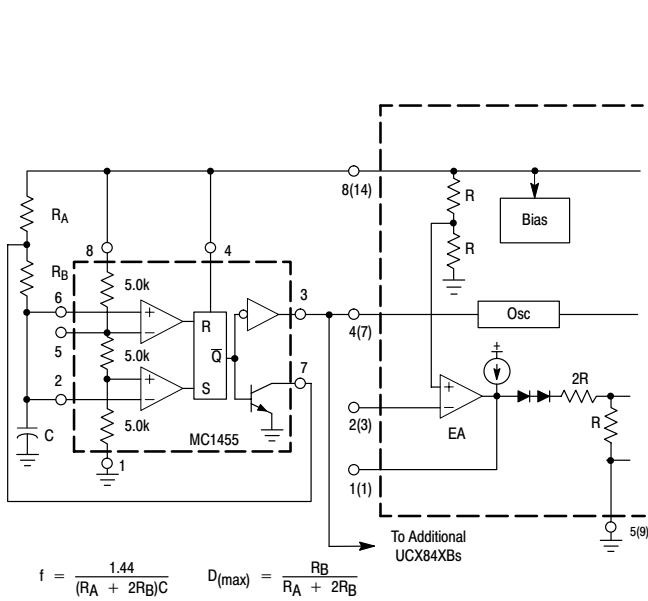 8(14)
R
R
Bias
RA
8
4
RB
5.0k
6
3
R
4(7)
Osc
5
5.0k
Q̅
7
+
2R
2
S
2(3)
EA
R
C
5.0k
MC1455
1
1(1)
5(9)
To Additional
UCX84XBs
f = 1.44 / (RA + 2RB)C
D(max) = RB / RA + 2RB